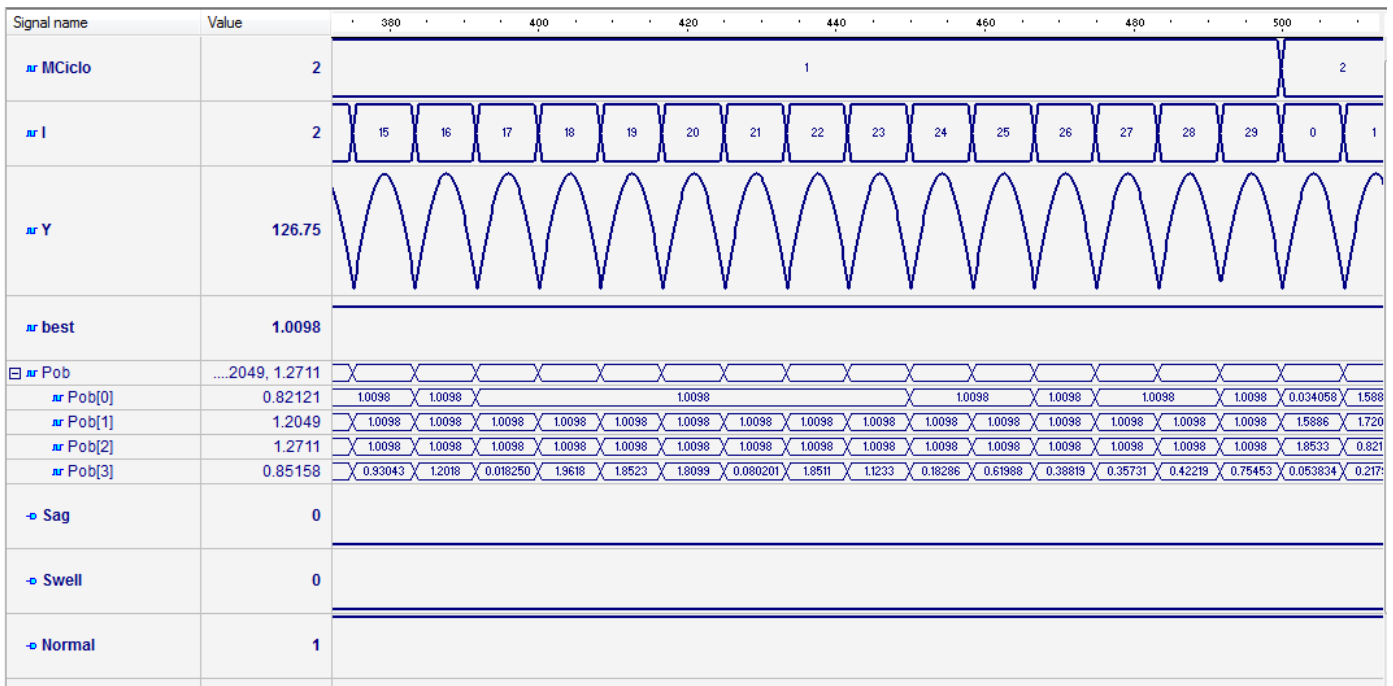 Signal name Value 380 400 420 440 460 480 500
MCiclo 2 1 2
I 2 15 16 17 18 19 20 21 22 23 24 25 26 27 28 29 0 1
Y 126.75
best 1.0098
Pob ....2049, 1.2711
Pob[0] 0.82121 1.0098 1.0098 1.0098 1.0098 1.0098 1.0098 1.0098 0.034058 1.588
Pob[1] 1.2049 1.0098 1.0098 1.0098 1.0098 1.0098 1.0098 1.0098 1.0098 1.0098 1.0098 1.0098 1.0098 1.0098 1.0098 1.0098 1.5886 1.720
Pob[2] 1.2711 1.0098 1.0098 1.0098 1.0098 1.0098 1.0098 1.0098 1.0098 1.0098 1.0098 1.0098 1.0098 1.0098 1.0098 1.0098 1.8533 0.821
Pob[3] 0.85158 0.93043 1.2018 0.018250 1.9618 1.8523 1.8099 0.080201 1.8511 1.1233 0.18286 0.61988 0.38819 0.35731 0.42219 0.75453 0.053834 0.217
Sag 0
Swell 0
Normal 1